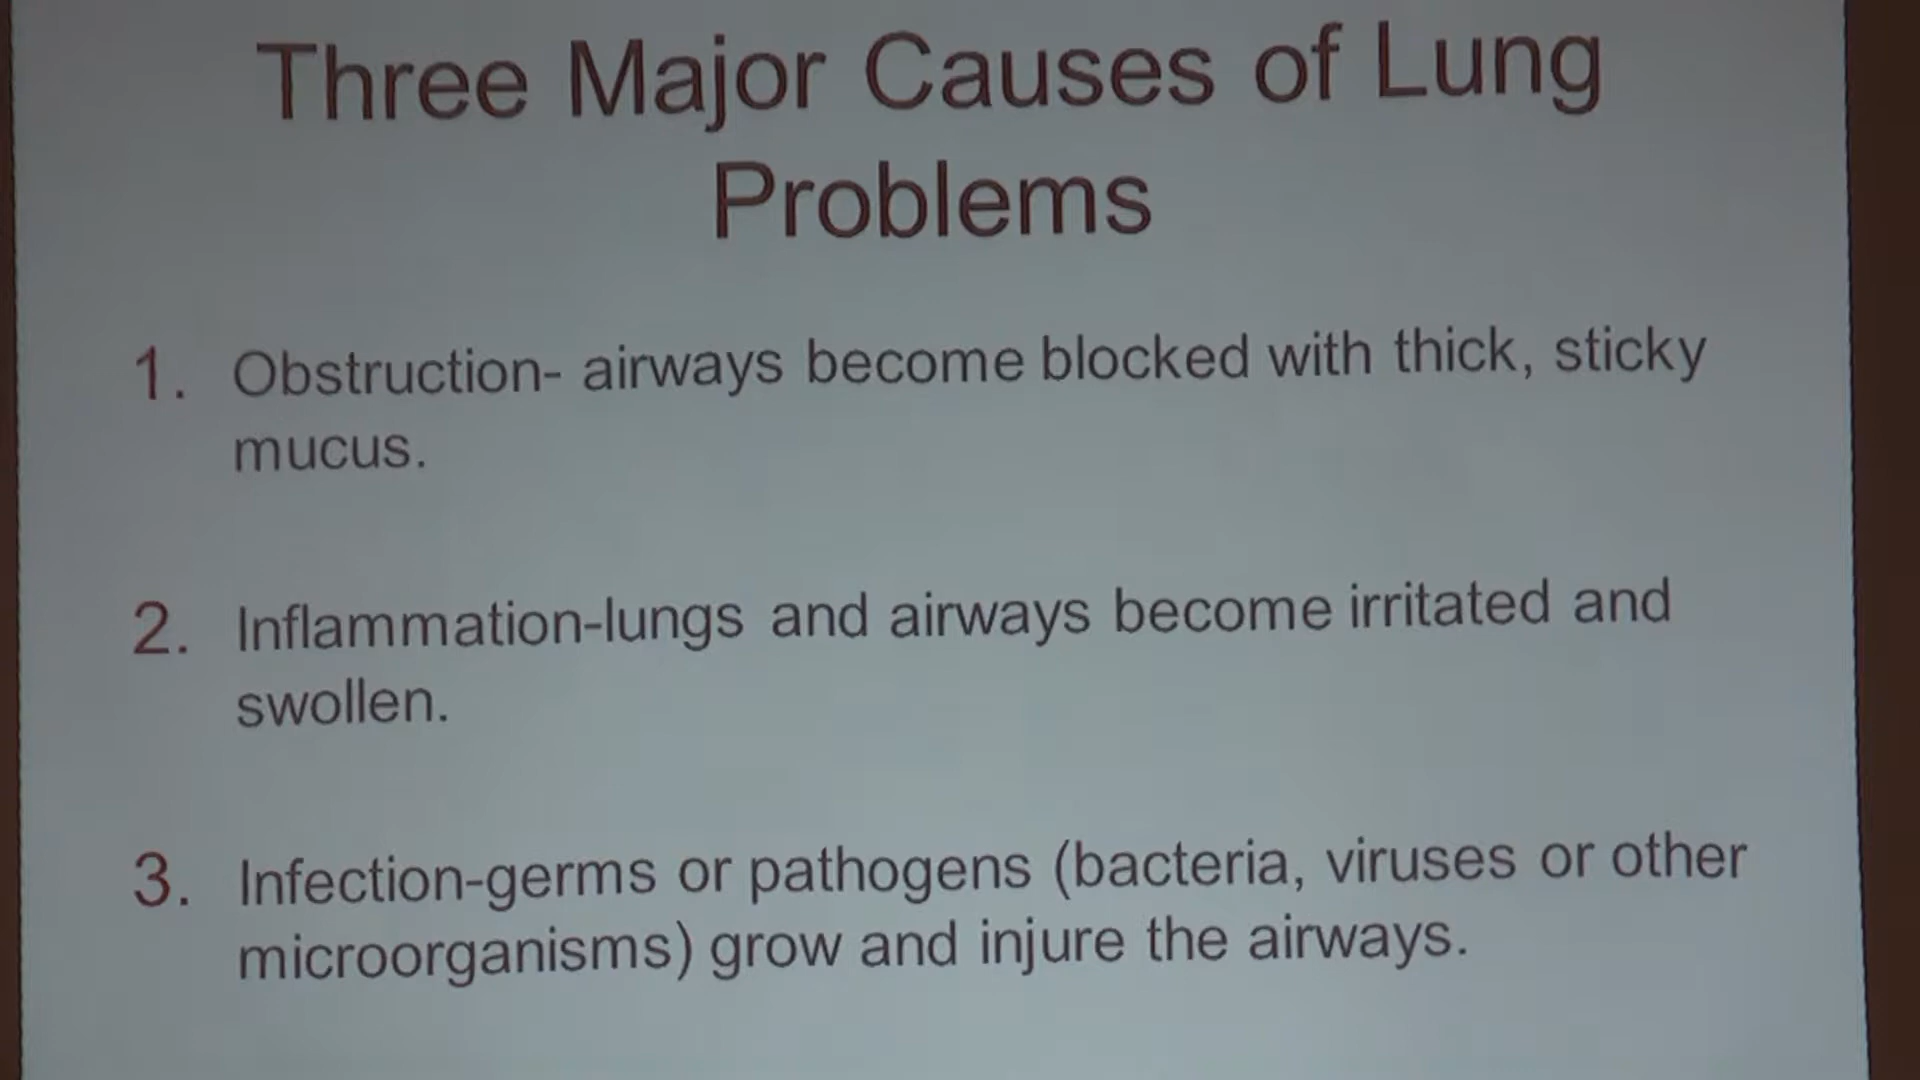 Three Major Causes of Lung
Problems
1. Obstruction- airways become blocked with thick, sticky
mucus.
2. Inflammation-lungs and airways become irritated and
swollen.
3. Infection-germs or pathogens (bacteria, viruses or other
microorganisms) grow and injure the airways.